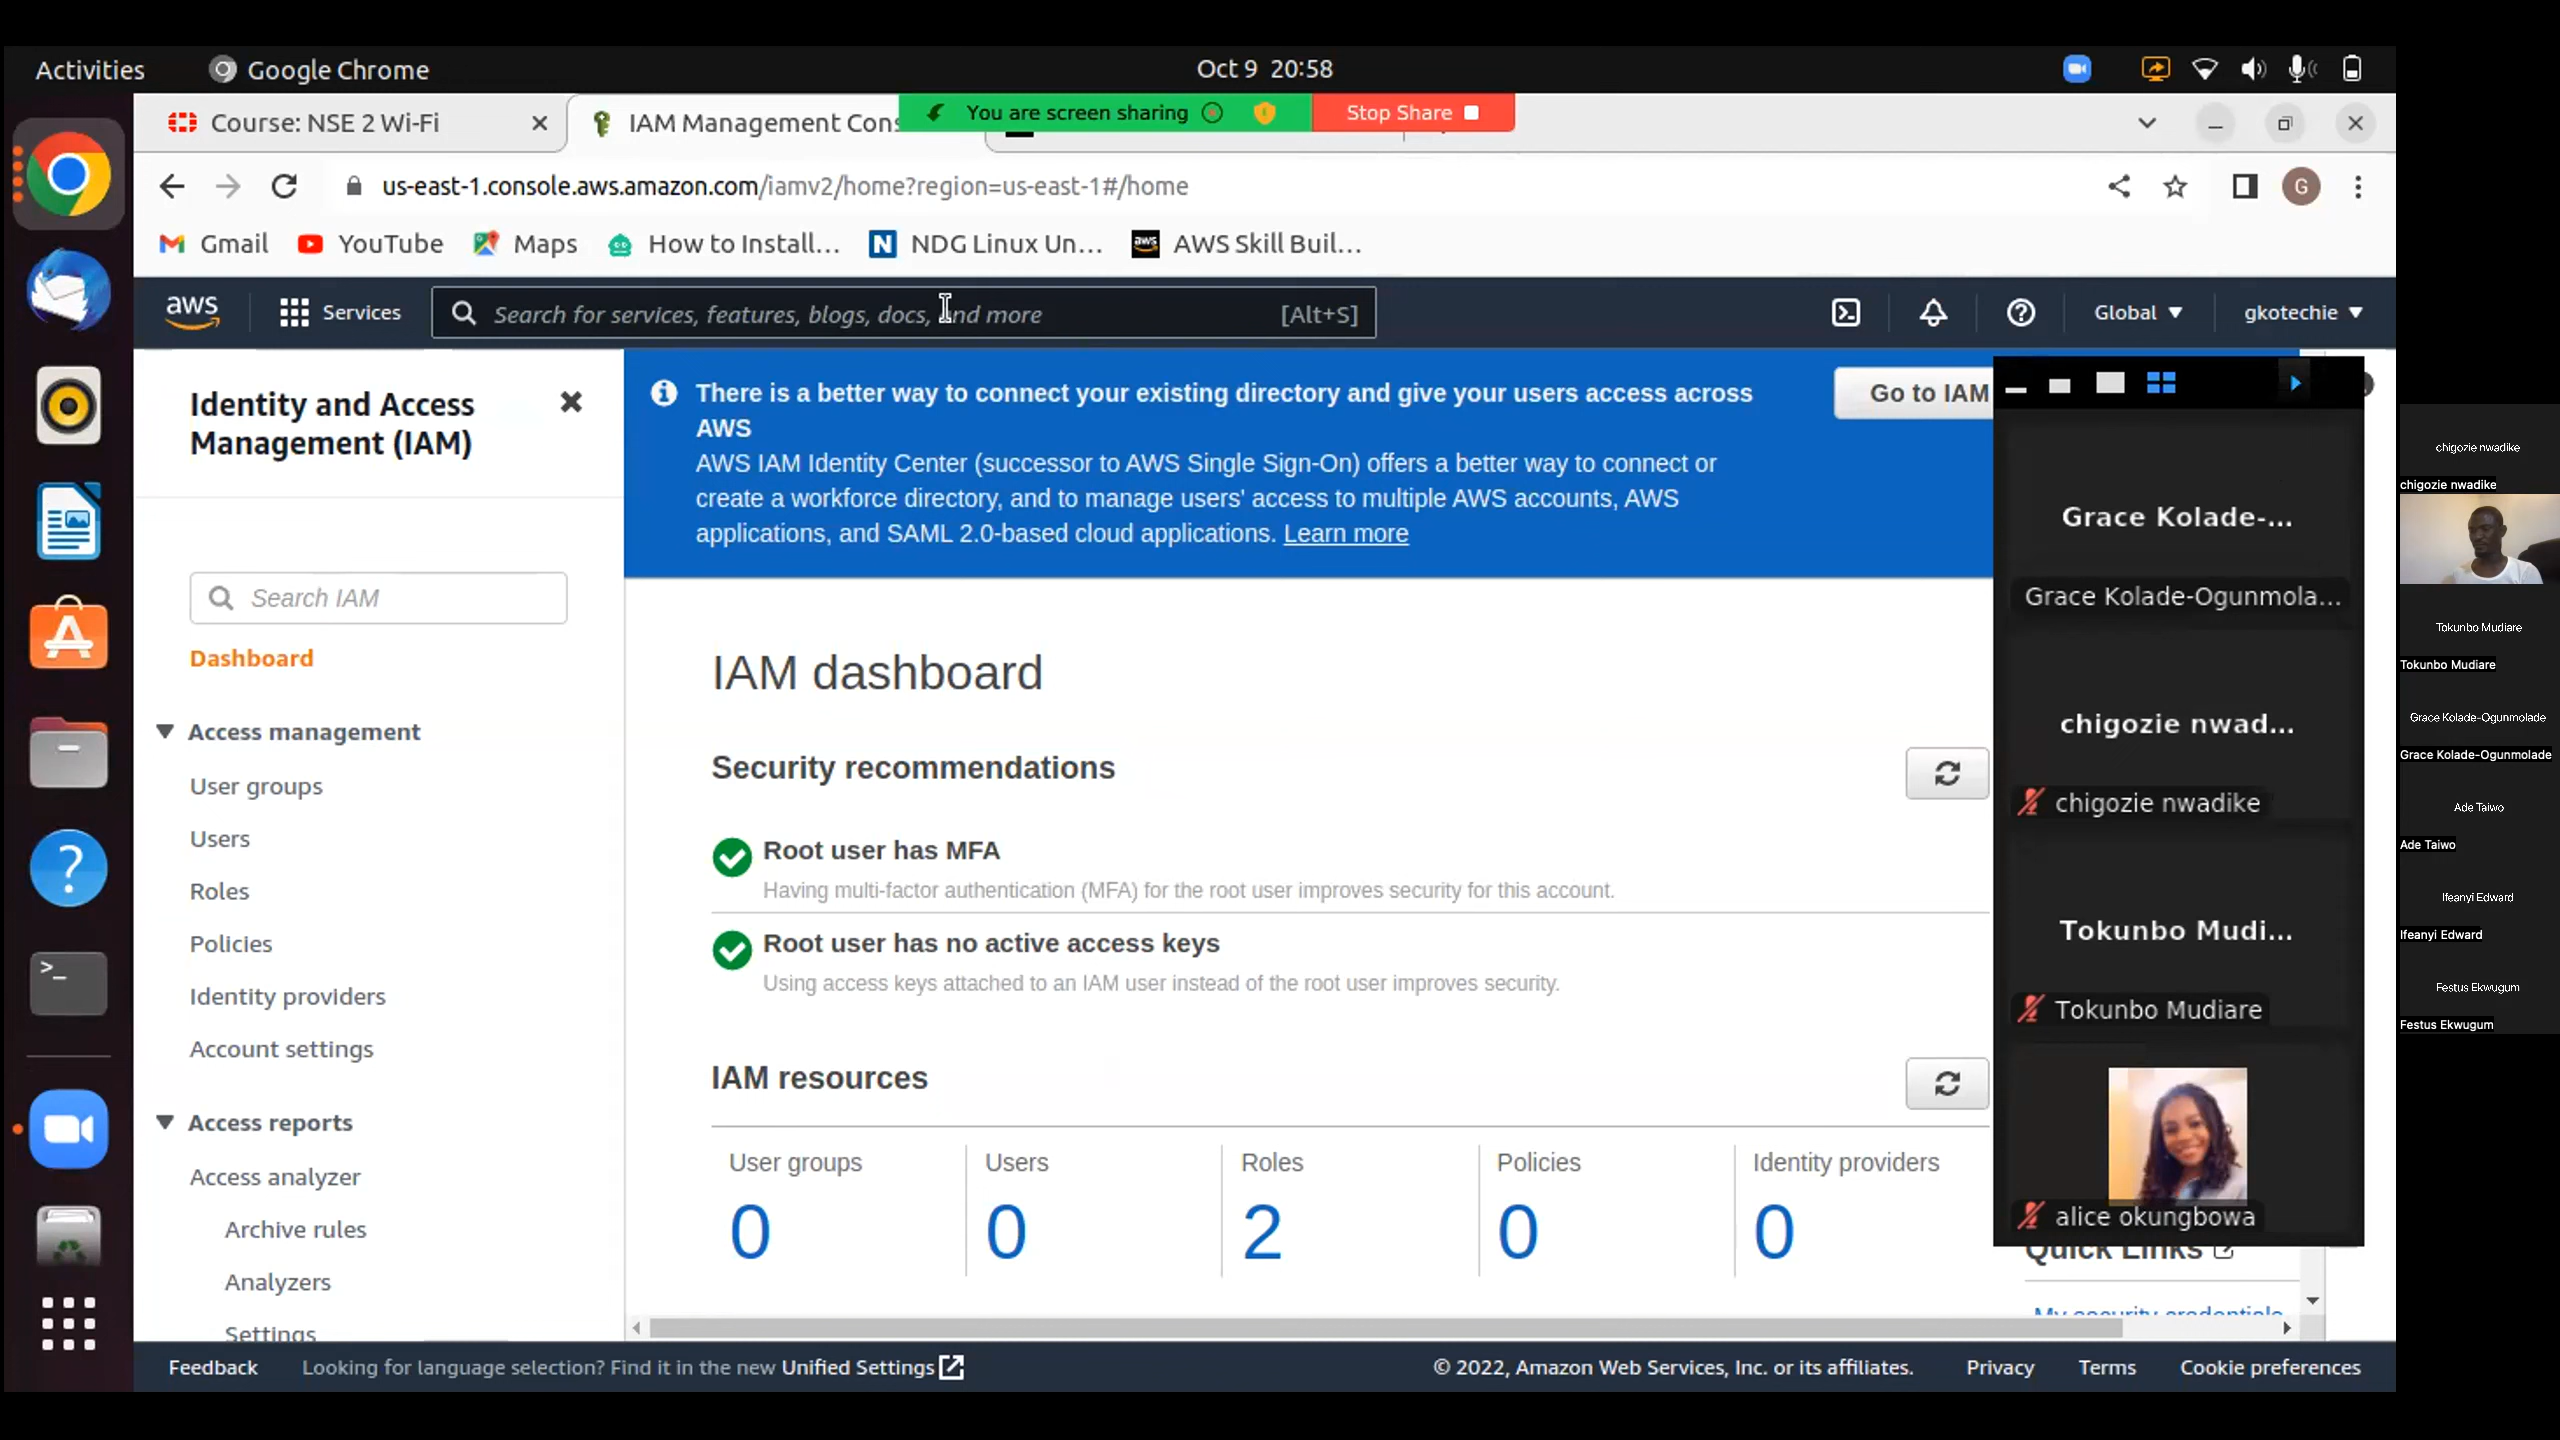 Activities
Google Chrome
Oct 9 20:58
Course: NSE 2 Wi-Fi
IAM Management Cons
You are screen sharing
Stop Share
us-east-1.console.aws.amazon.com/iamv2/home?region=us-east-1#/home
G
Gmail
YouTube
Maps
How to Install...
NDG Linux Un...
AWS Skill Buil...
aws
Services
Search for services, features, blogs, docs, and more
[Alt+S]
Global
gkotechie
Identity and Access
Management (IAM)
Search IAM
Dashboard
Access management
User groups
Users
Roles
Policies
Identity providers
Account settings
Access reports
Access analyzer
Archive rules
Analyzers
Settings
There is a better way to connect your existing directory and give your users access across
AWS
AWS IAM Identity Center (successor to AWS Single Sign-On) offers a better way to connect or
create a workforce directory, and to manage users' access to multiple AWS accounts, AWS
applications, and SAML 2.0-based cloud applications. Learn more
Go to IAM
IAM dashboard
Security recommendations
Root user has MFA
Having multi-factor authentication (MFA) for the root user improves security for this account.
Root user has no active access keys
Using access keys attached to an IAM user instead of the root user improves security.
IAM resources
User groups
0
Users
0
Roles
2
Policies
0
Identity providers
0
Quick Links
My security credentials
Grace Kolade-...
Grace Kolade-Ogunmola...
chigozie nwad...
chigozie nwadike
Tokunbo Mudi...
Tokunbo Mudiare
alice okungbowa
chigozie nwadike
chigozie nwadike
Tokunbo Mudiare
Tokunbo Mudiare
Grace Kolade-Ogunmolade
Grace Kolade-Ogunmolade
Ade Taiwo
Ade Taiwo
Ifeanyi Edward
Ifeanyi Edward
Festus Ekwugum
Festus Ekwugum
Feedback
Looking for language selection? Find it in the new Unified Settings
© 2022, Amazon Web Services, Inc. or its affiliates.
Privacy
Terms
Cookie preferences